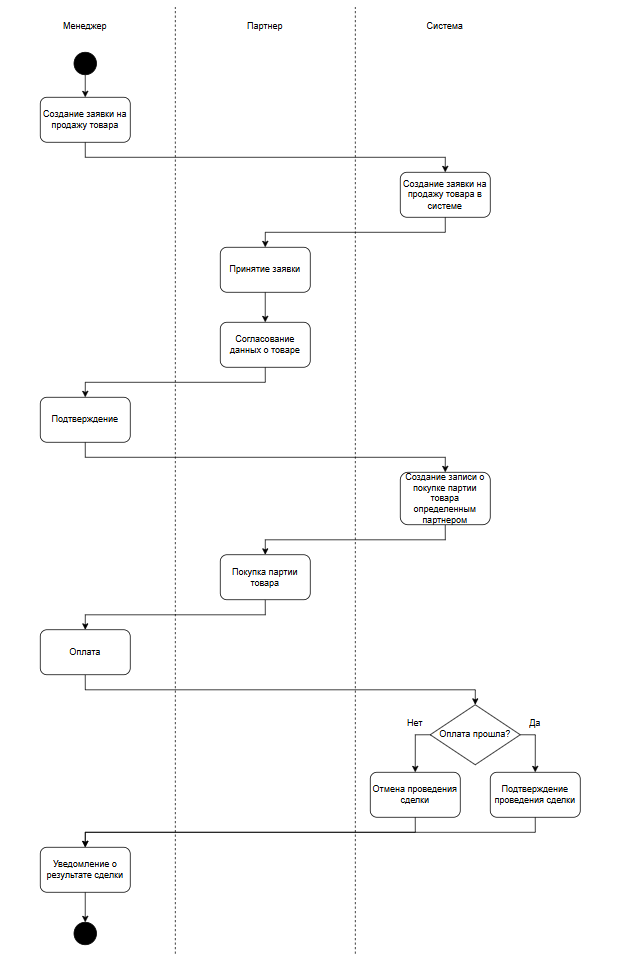 Менеджер
Партнер
Система
Создание заявки на
продажу товара
Создание заявки на
продажу товара в
системе
Принятие заявки
Согласование
данных о товаре
Подтверждение
Создание записи о
покупке партии
товара
определенным
партнером
Покупка партии
товара
Оплата
Оплата прошла?
Нет
Да
Отмена проведения
сделки
Подтверждение
проведения сделки
Уведомление о
результате сделки